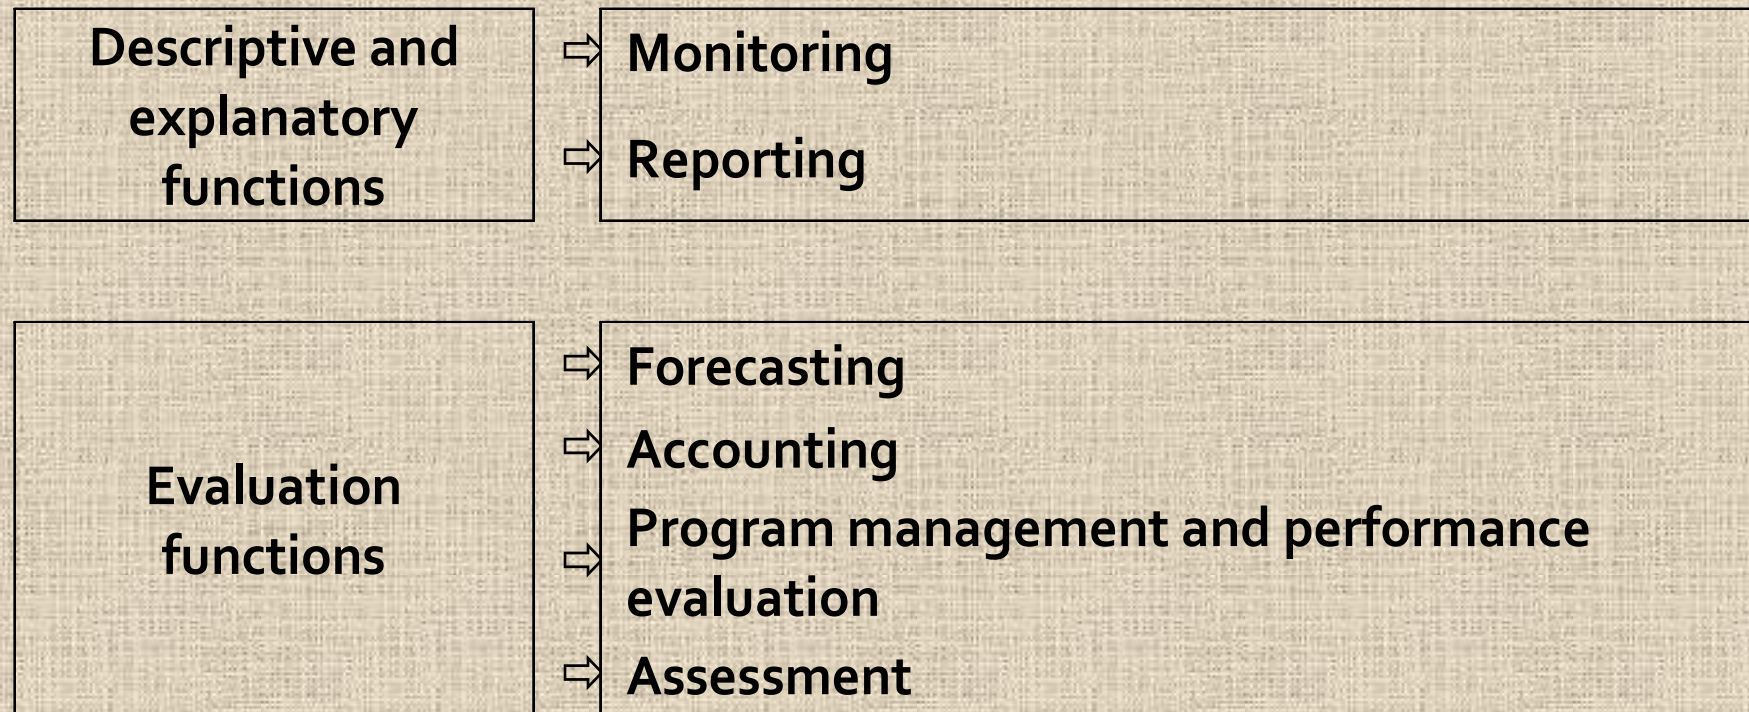 Descriptive and
explanatory
functions
⇨ Monitoring
⇨ Reporting
Evaluation
functions
⇨ Forecasting
⇨ Accounting
⇨ Program management and performance
evaluation
⇨ Assessment